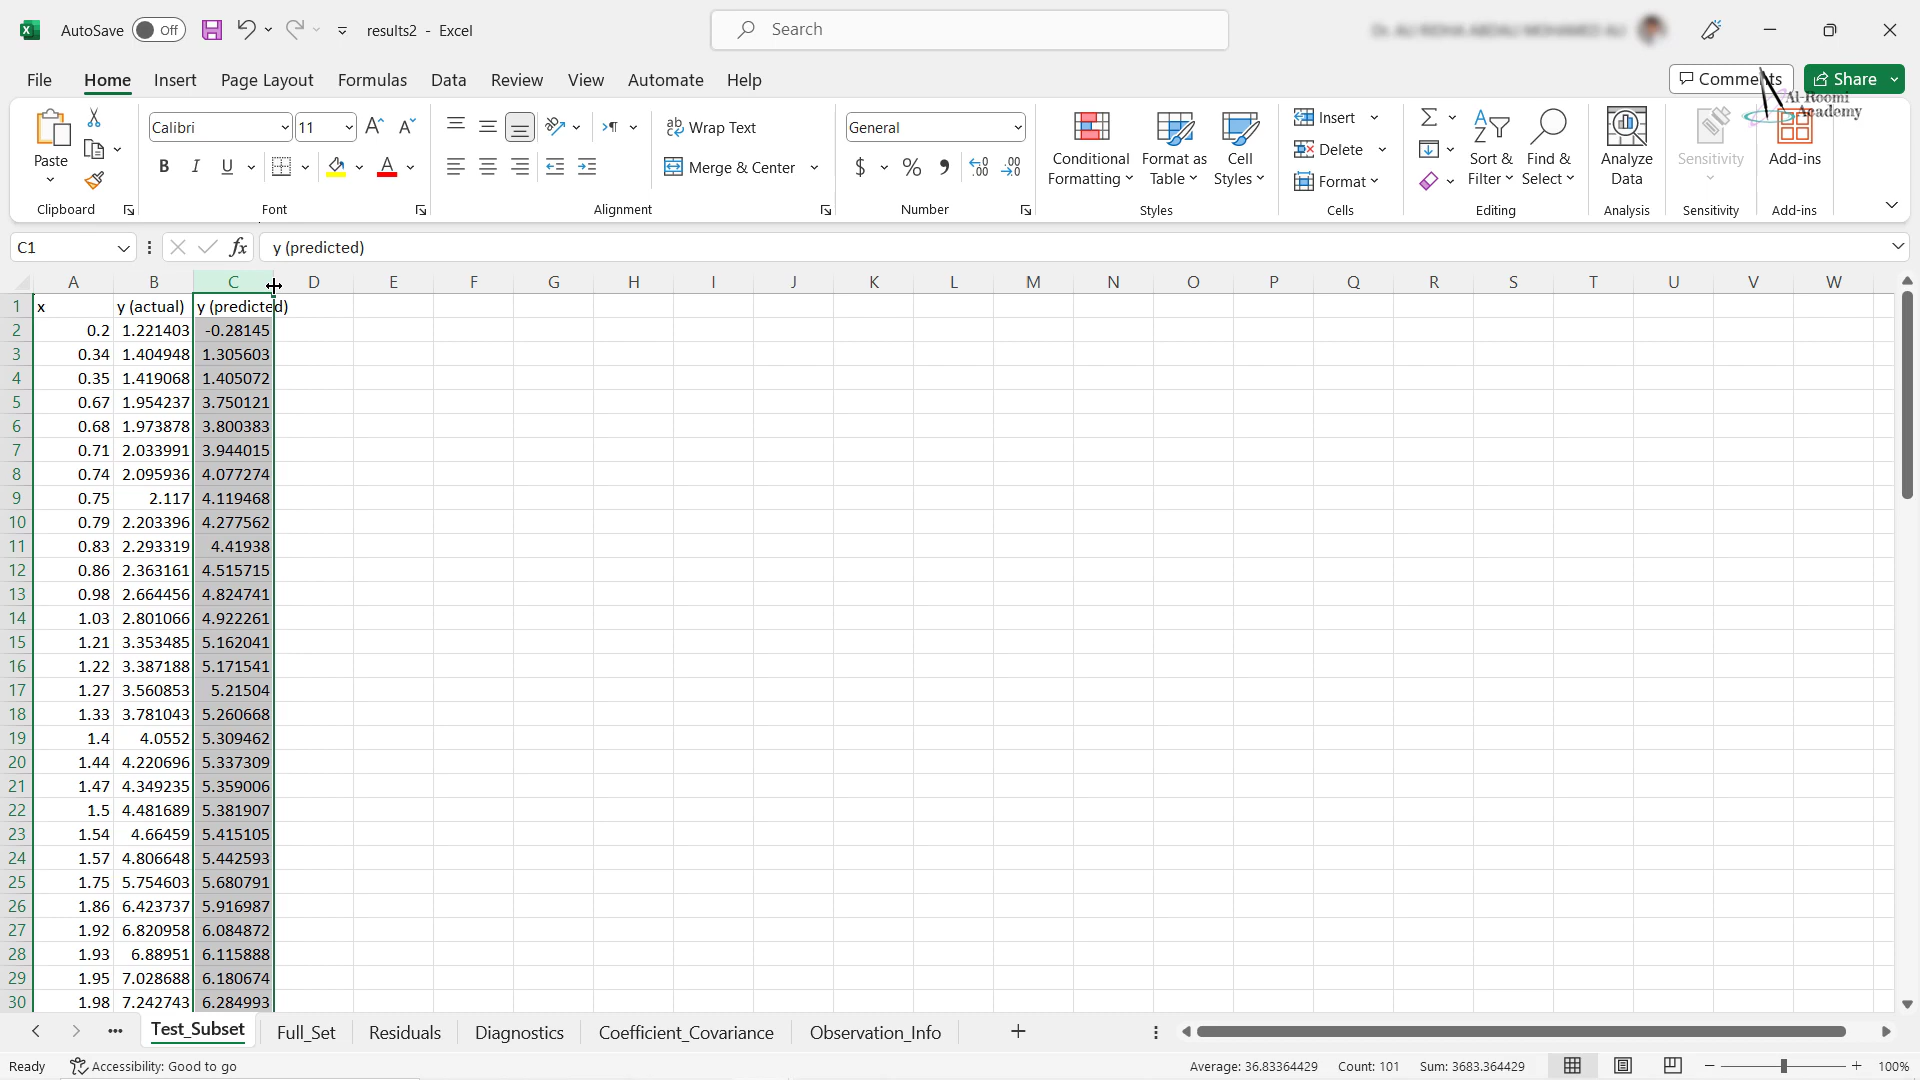 AutoSave Off results2 - Excel
Search
File Home Insert Page Layout Formulas Data Review View Automate Help
Comments Share
Al-Roomi
Academy
Paste
Calibri 11
Wrap Text
Merge & Center
General
Conditional
Formatting
Format as
Table
Cell
Styles
Insert
Delete
Format
Sort &
Filter
Find &
Select
Analyze
Data
Sensitivity
Add-ins
Clipboard Font Alignment Number Styles Cells Editing Analysis Sensitivity Add-ins
C1 fx y (predicted)
A B C D E F G H I J K L M N O P Q R S T U V W
1 x y (actual) y (predicted)
2 0.2 1.221403 -0.28145
3 0.34 1.404948 1.305603
4 0.35 1.419068 1.405072
5 0.67 1.954237 3.750121
6 0.68 1.973878 3.800383
7 0.71 2.033991 3.944015
8 0.74 2.095936 4.077274
9 0.75 2.117 4.119468
10 0.79 2.203396 4.277562
11 0.83 2.293319 4.41938
12 0.86 2.363161 4.515715
13 0.98 2.664456 4.824741
14 1.03 2.801066 4.922261
15 1.21 3.353485 5.162041
16 1.22 3.387188 5.171541
17 1.27 3.560853 5.21504
18 1.33 3.781043 5.260668
19 1.4 4.0552 5.309462
20 1.44 4.220696 5.337309
21 1.47 4.349235 5.359006
22 1.5 4.481689 5.381907
23 1.54 4.66459 5.415105
24 1.57 4.806648 5.442593
25 1.75 5.754603 5.680791
26 1.86 6.423737 5.916987
27 1.92 6.820958 6.084872
28 1.93 6.88951 6.115888
29 1.95 7.028688 6.180674
30 1.98 7.242743 6.284993
Test_Subset Full_Set Residuals Diagnostics Coefficient_Covariance Observation_Info
Ready Accessibility: Good to go Average: 36.83364429 Count: 101 Sum: 3683.364429 100%